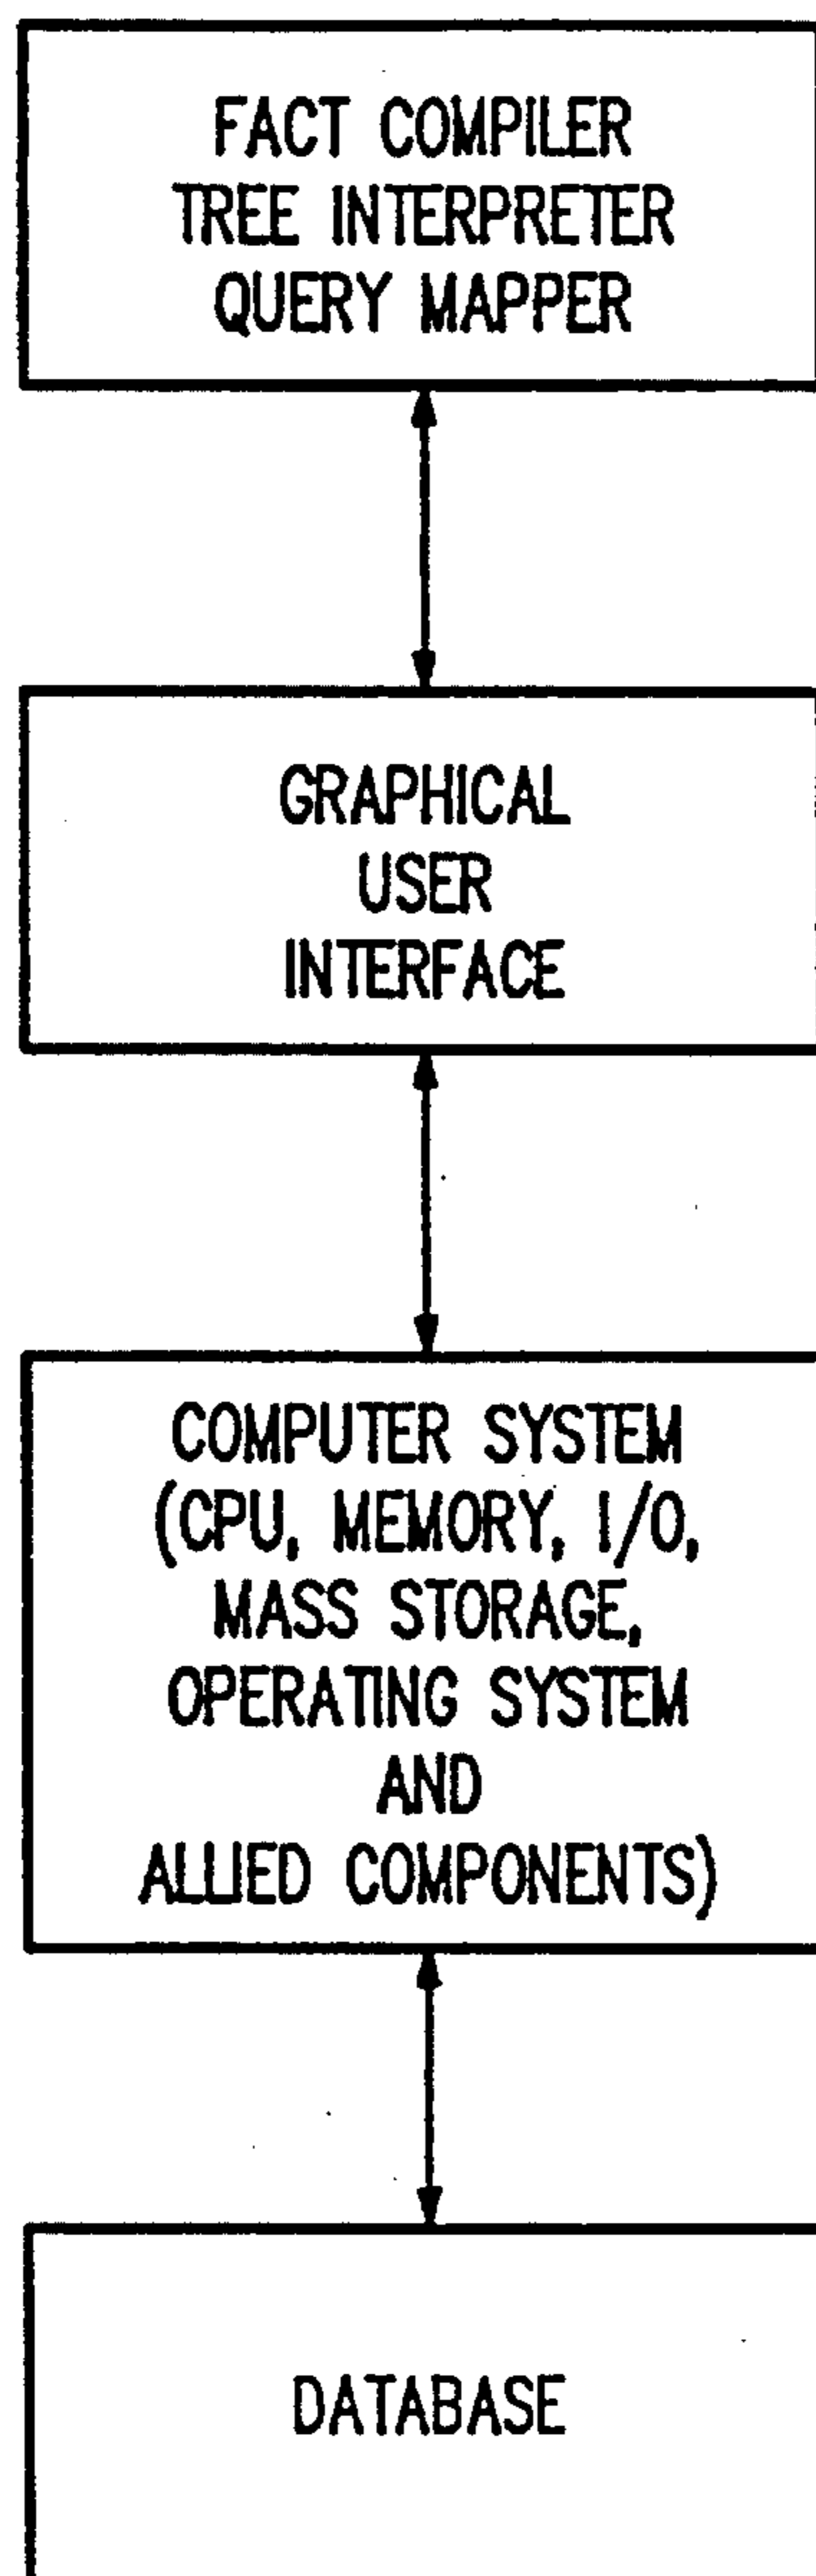 FACT COMPILER
TREE INTERPRETER
QUERY MAPPER
GRAPHICAL
USER
INTERFACE
COMPUTER SYSTEM
(CPU, MEMORY, I/O,
MASS STORAGE,
OPERATING SYSTEM
AND
ALLIED COMPONENTS)
DATABASE